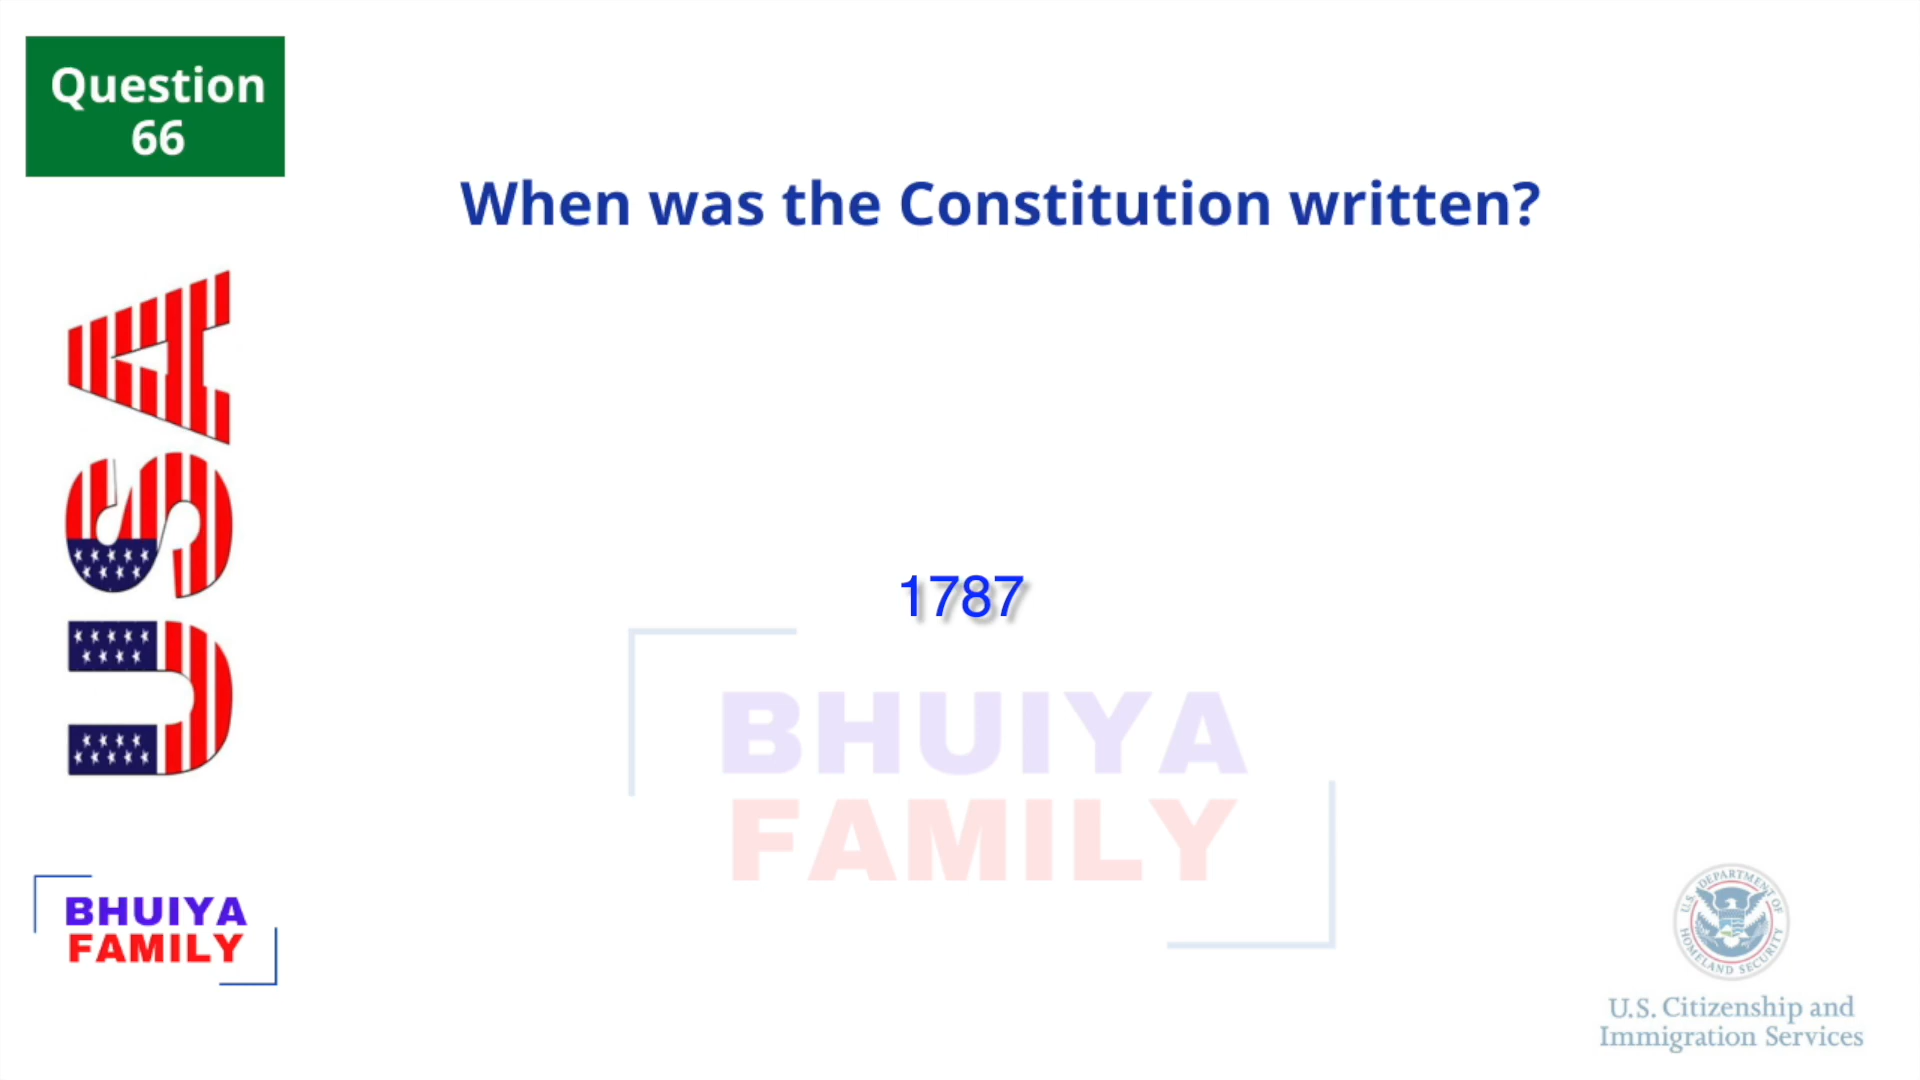 Question
66
When was the Constitution written?
USA
1787
BHUIYA
FAMILY
BHUIYA
FAMILY
U.S. DEPARTMENT OF
HOMELAND SECURITY
U.S. Citizenship and
Immigration Services